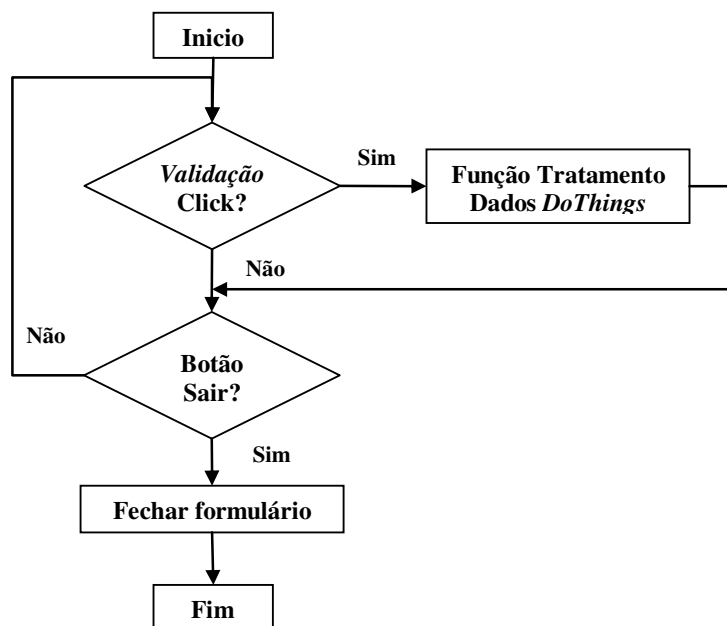 Inicio
Validação
Click?
Sim
Função Tratamento
Dados DoThings
Não
Não
Botão
Sair?
Sim
Fechar formulário
Fim